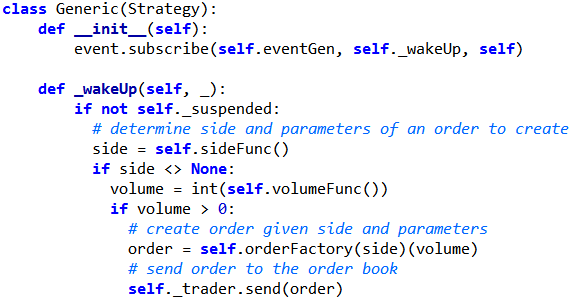 class Generic(Strategy):
    def __init__(self):
        event.subscribe(self.eventGen, self._wakeUp, self)

    def _wakeUp(self, _):
        if not self._suspended:
          # determine side and parameters of an order to create
          side = self.sideFunc()
          if side <> None:
            volume = int(self.volumeFunc())
            if volume > 0:
              # create order given side and parameters
              order = self.orderFactory(side)(volume)
              # send order to the order book
              self._trader.send(order)